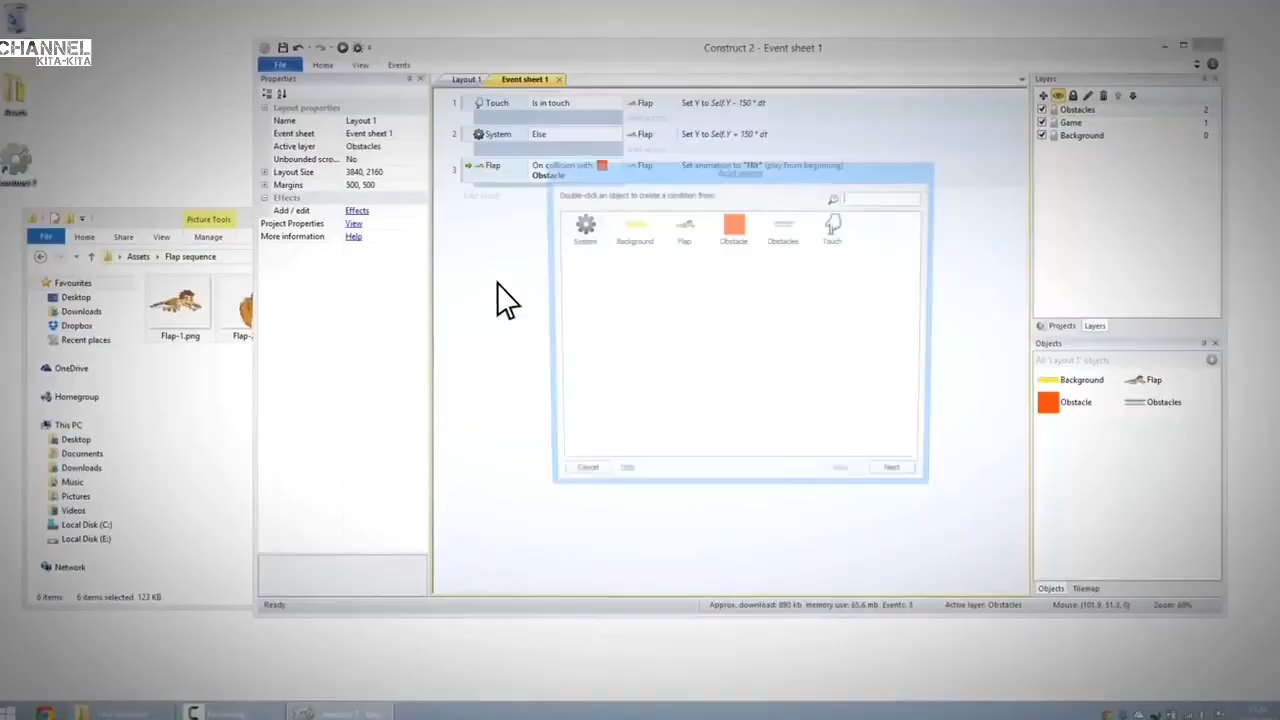 CHANNEL
KITA-KITA
Construct 2 - Event sheet 1
File Home View Events
Properties
Layout properties
Name Layout 1
Event sheet Event sheet 1
Active layer Obstacles
Unbounded scro... No
Layout Size 3840, 2160
Margins 500, 500
Effects
Add / edit Effects
Project Properties View
More information Help
Layout 1 Event sheet 1
1 Touch Is in touch Flap Set Y to Self.Y - 150 * dt
2 System Else Flap Set Y to Self.Y + 150 * dt
3 Flap On collision with Obstacle Flap Set animation to "Hit" (play from beginning)
Add event
Double-click an object to create a condition from:
System Background Flap Obstacle Obstacles Touch
Cancel Help Next
Layers
Obstacles 2
Game 1
Background 0
Projects Layers
Objects
All 'Layout 1' objects
Background Flap
Obstacle Obstacles
Objects Tilemap
Ready Approx. download: 890 kb memory use: 65.6 mb Events: 3 Active layer: Obstacles Mouse: (101.9, 51.3, 0) Zoom: 68%
Picture Tools
File Home Share View Manage
Assets Flap sequence
Favourites
Desktop
Downloads
Dropbox
Recent places
OneDrive
Homegroup
This PC
Desktop
Documents
Downloads
Music
Pictures
Videos
Local Disk (C:)
Local Disk (E:)
Network
Flap-1.png Flap-
6 items 6 items selected 123 KB